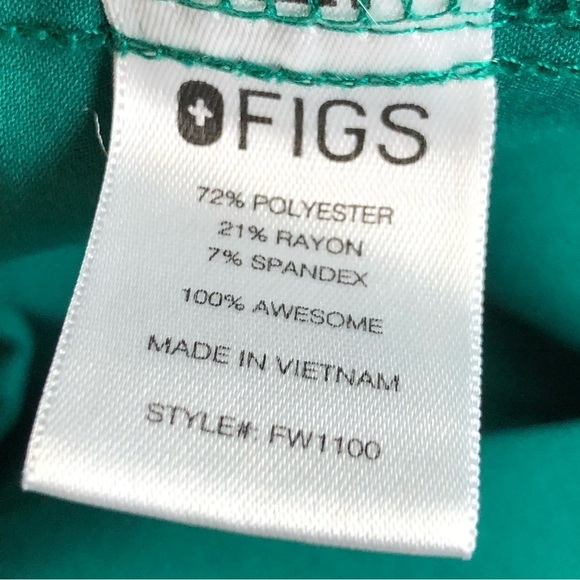 FIGS
72% POLYESTER
21% RAYON
7% SPANDEX
100% AWESOME
MADE IN VIETNAM
STYLE#: FW1100